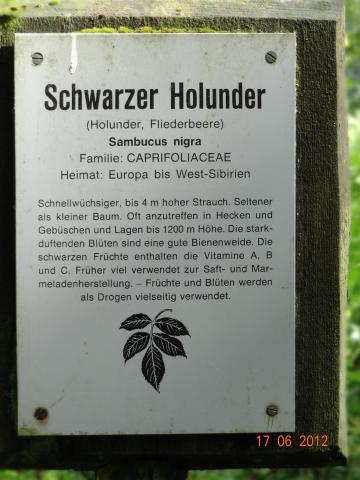 Schwarzer Holunder
(Holunder, Fliederbeere)
Sambucus nigra
Familie: CAPRIFOLIACEAE
Heimat: Europa bis West-Sibirien
Schnellwüchsiger, bis 4 m hoher Strauch. Seltener
als kleiner Baum. Oft anzutreffen in Hecken und
Gebüschen und Lagen bis 1200 m Höhe. Die stark-
duftenden Blüten sind eine gute Bienenweide. Die
schwarzen Früchte enthalten die Vitamine A, B
und C. Früher viel verwendet zur Saft- und Mar-
meladenherstellung. – Früchte und Blüten werden
als Drogen vielseitig verwendet.
17 06 2012